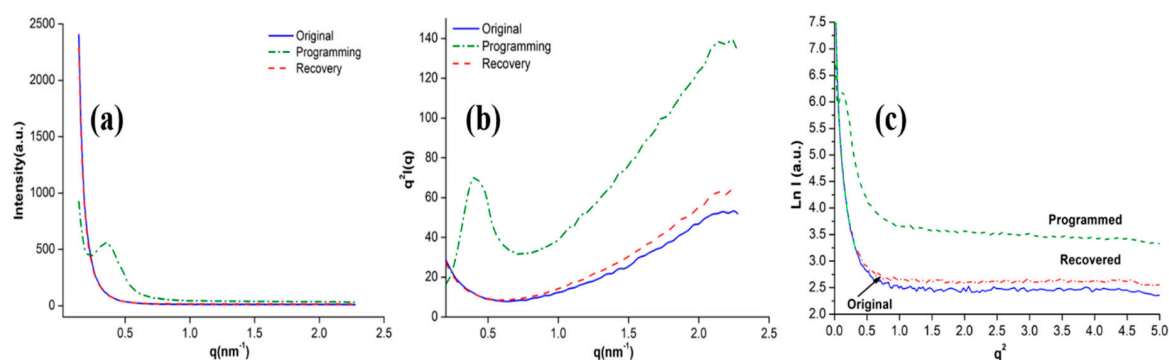 2500
2000
1500
1000
500
0
Intensity(a.u.)
0.5
1.0
1.5
2.0
2.5
q(nm⁻¹)
Original
Programming
Recovery
(a)
140
120
100
80
60
40
20
0
q²I(q)
0.5
1.0
1.5
2.0
2.5
q(nm⁻¹)
Original
Programming
Recovery
(b)
7.5
7.0
6.5
6.0
5.5
5.0
4.5
4.0
3.5
3.0
2.5
2.0
Ln I (a.u.)
0.0
0.5
1.0
1.5
2.0
2.5
3.0
3.5
4.0
4.5
5.0
q²
(c)
Programmed
Recovered
Original